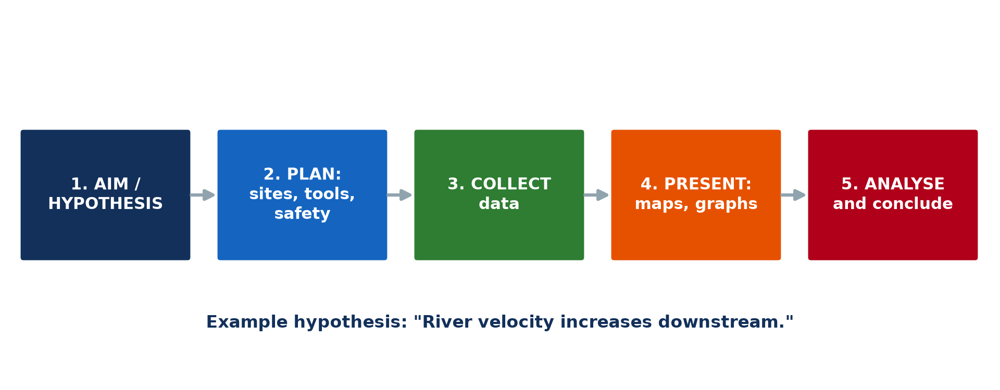 1. AIM /
HYPOTHESIS
2. PLAN:
sites, tools,
safety
3. COLLECT
data
4. PRESENT:
maps, graphs
5. ANALYSE
and conclude
Example hypothesis: "River velocity increases downstream."